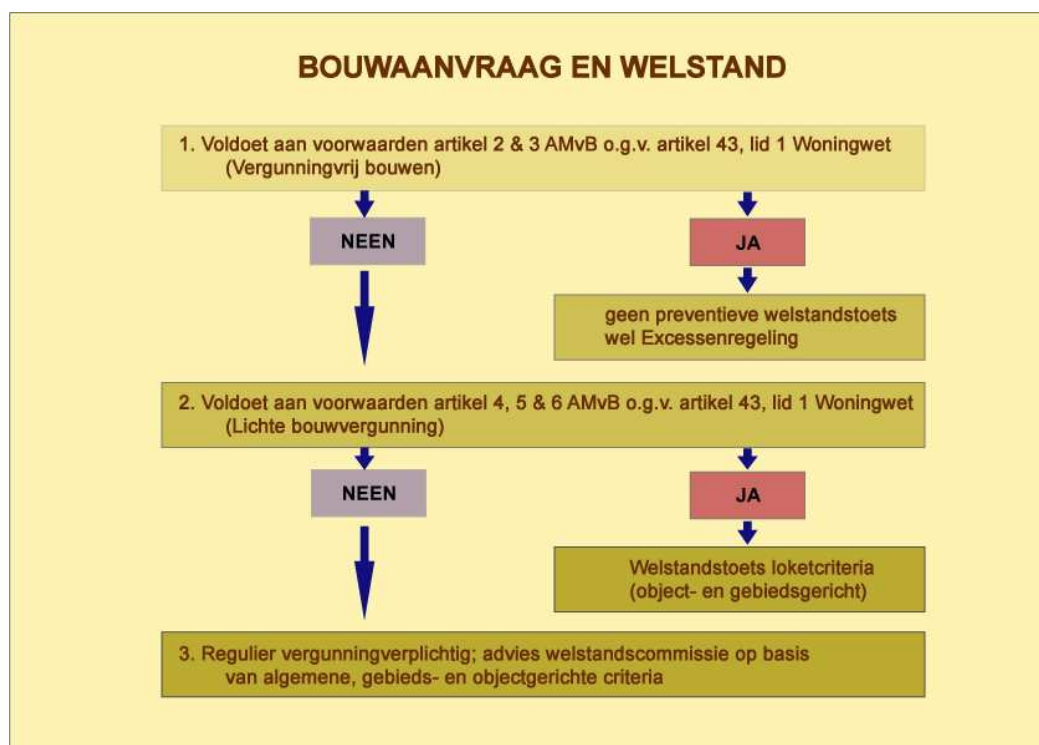 BOUWAANVRAAG EN WELSTAND
1. Voldoet aan voorwaarden artikel 2 & 3 AMvB o.g.v. artikel 43, lid 1 Woningwet
(Vergunningvrij bouwen)
NEEN
JA
geen preventieve welstandstoets
wel Excessenregeling
2. Voldoet aan voorwaarden artikel 4, 5 & 6 AMvB o.g.v. artikel 43, lid 1 Woningwet
(Lichte bouwvergunning)
NEEN
JA
Welstandstoets loketcriteria
(object- en gebiedsgericht)
3. Regulier vergunningverplichtig; advies welstandscommissie op basis
van algemene, gebieds- en objectgerichte criteria